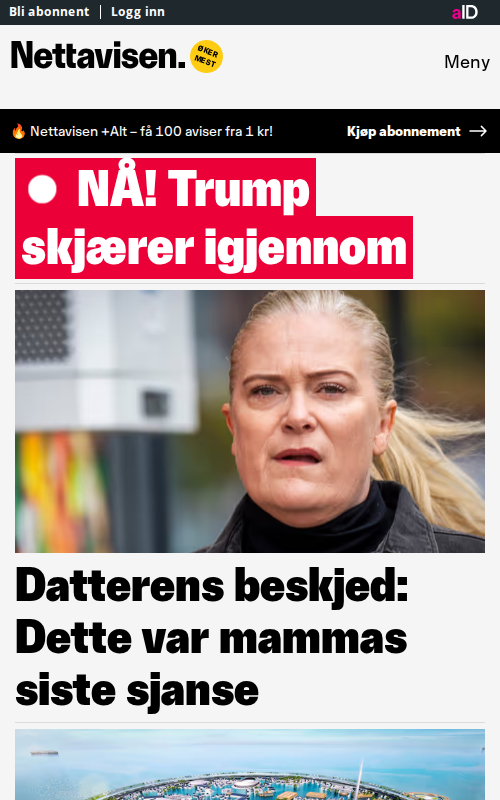 Bli abonnent
Logg inn
aID
Nettavisen.
ØKER
MEST
Meny
🔥 Nettavisen +Alt – få 100 aviser fra 1 kr!
Kjøp abonnement →
NÅ! Trump
skjærer igjennom
Datterens beskjed:
Dette var mammas
siste sjanse